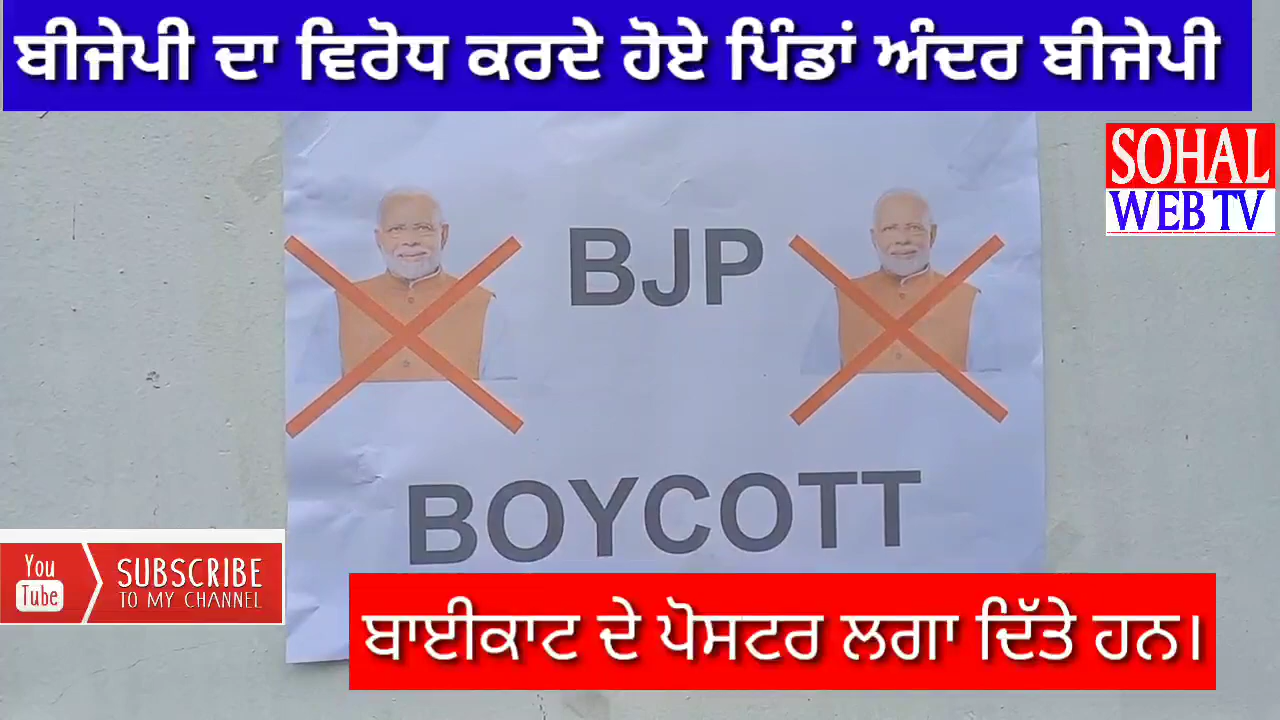 ਬੀਜੇਪੀ ਦਾ ਵਿਰੋਧ ਕਰਦੇ ਹੋਏ ਪਿੰਡਾਂ ਅੰਦਰ ਬੀਜੇਪੀ
SOHAL
WEB TV
BJP
BOYCOTT
You
Tube
SUBSCRIBE
TO MY CHANNEL
ਬਾਈਕਾਟ ਦੇ ਪੋਸਟਰ ਲਗਾ ਦਿੱਤੇ ਹਨ।